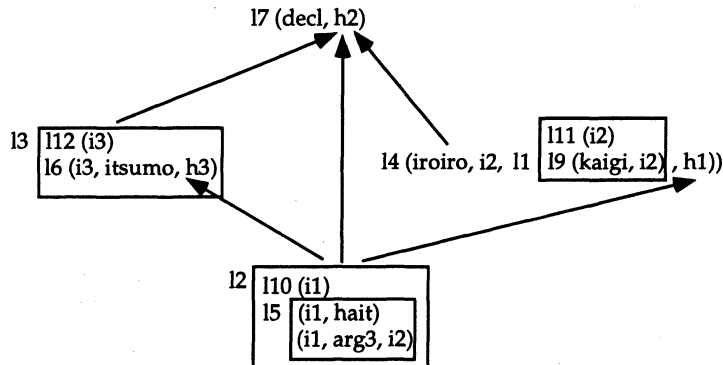 l7 (decl, h2)
l3
l12 (i3)
l6 (i3, itsumo, h3)
l4 (iroiro, i2, l1
l11 (i2)
l9 (kaigi, i2) , h1))
l2
l10 (i1)
l5
(i1, hait)
(i1, arg3, i2)